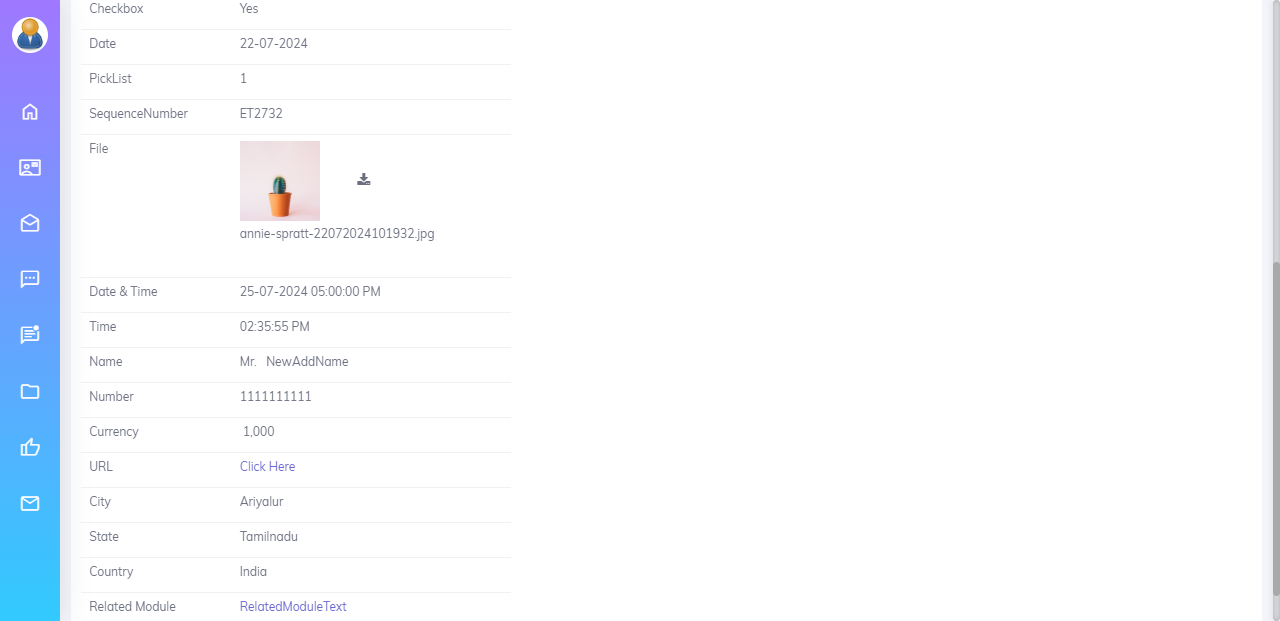 Checkbox Yes
Date 22-07-2024
PickList 1
SequenceNumber ET2732
File
annie-spratt-22072024101932.jpg
Date & Time 25-07-2024 05:00:00 PM
Time 02:35:55 PM
Name Mr. NewAddName
Number 1111111111
Currency 1,000
URL Click Here
City Ariyalur
State Tamilnadu
Country India
Related Module RelatedModuleText